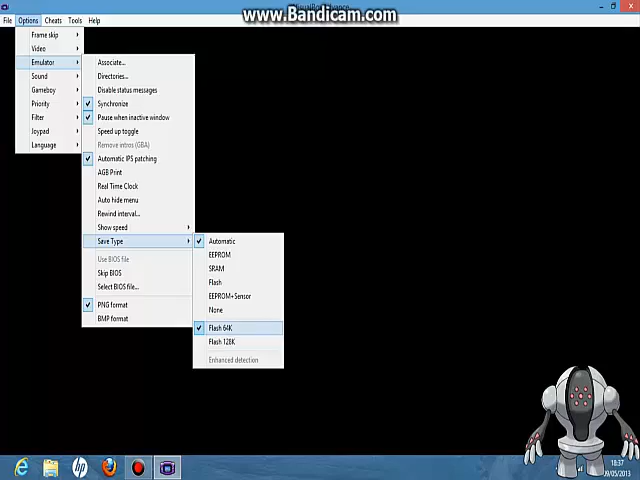 www.Bandicam.com
File Options Cheats Tools Help
Frame skip
Video
Emulator
Sound
Gameboy
Priority
Filter
Joypad
Language
Associate...
Directories...
Disable status messages
Synchronize
Pause when inactive window
Speed up toggle
Remove intros (GBA)
Automatic IPS patching
AGB Print
Real Time Clock
Auto hide menu
Rewind interval...
Show speed
Save Type
Use BIOS file
Skip BIOS
Select BIOS file...
PNG format
BMP format
Automatic
EEPROM
SRAM
Flash
EEPROM+Sensor
None
Flash 64K
Flash 128K
Enhanced detection
hp
18:37
09/05/2013